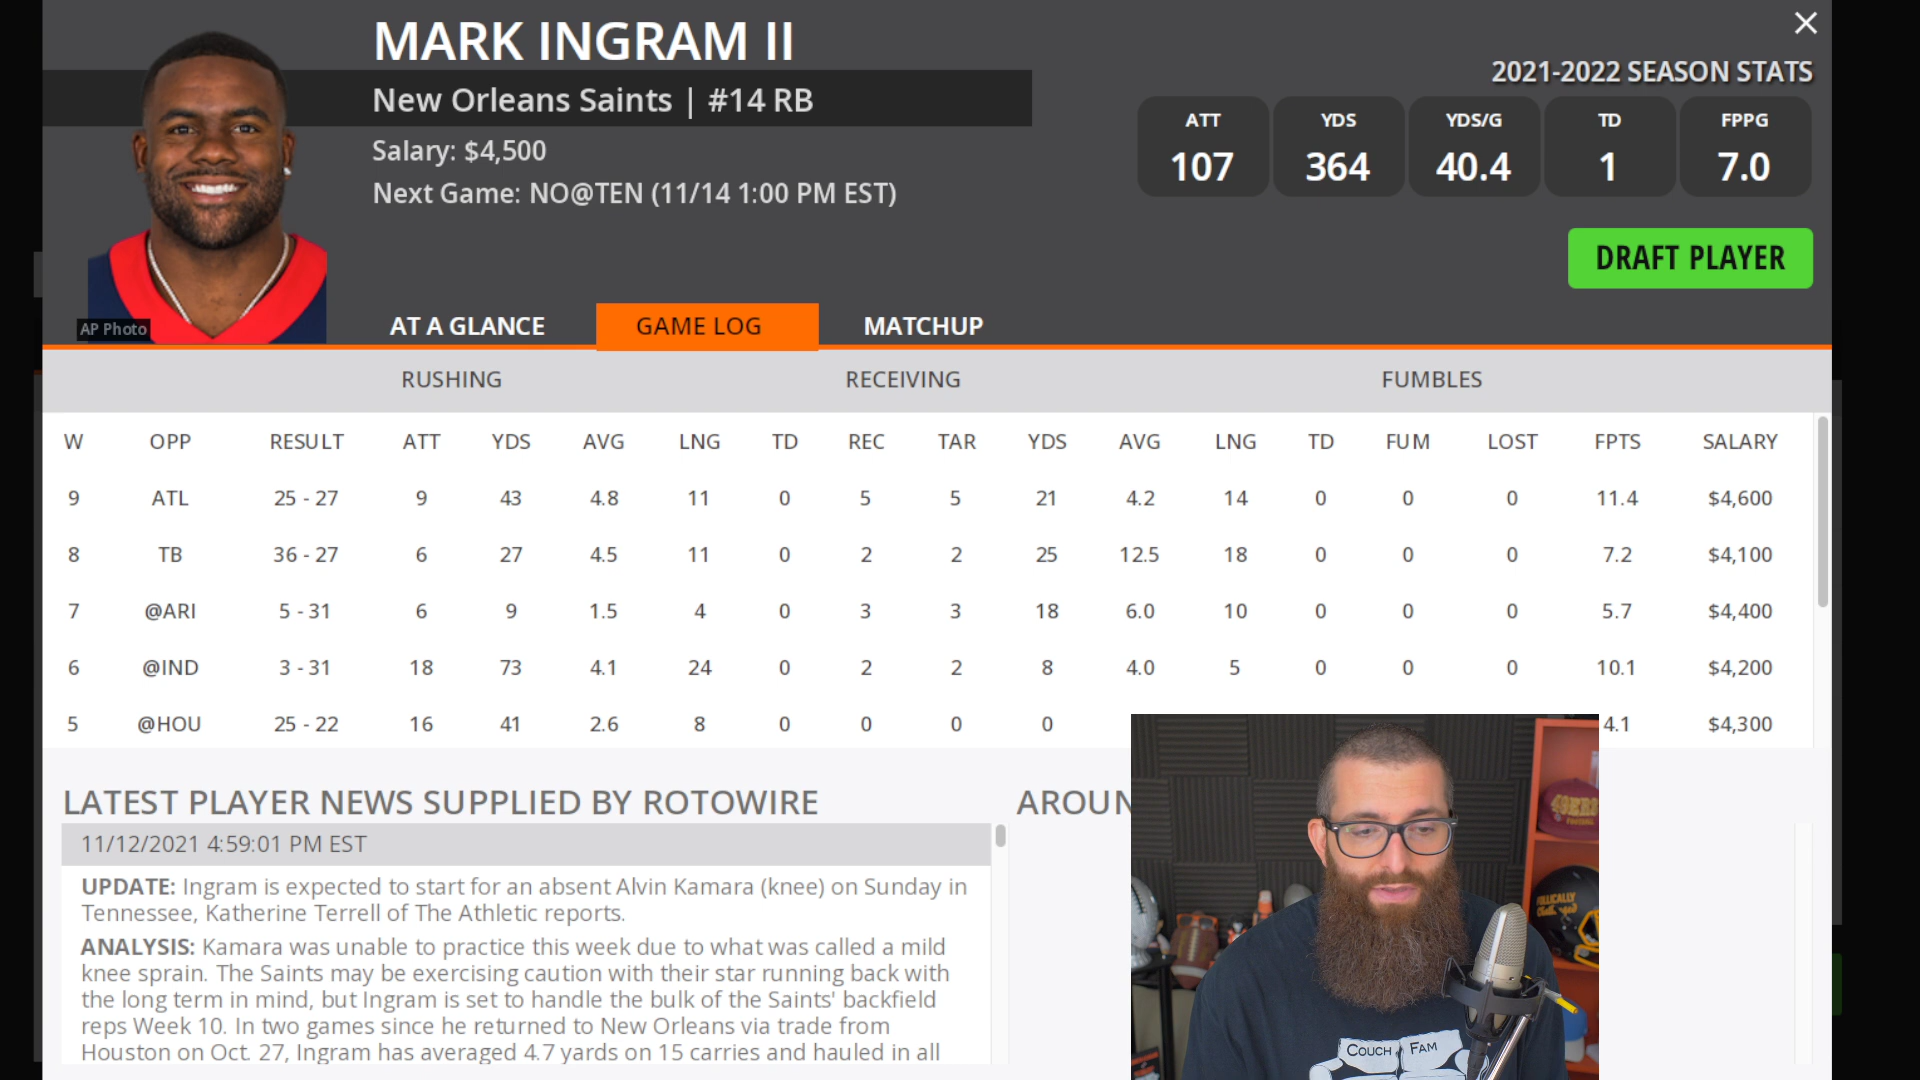 MARK INGRAM II
New Orleans Saints | #14 RB
Salary: $4,500
Next Game: NO@TEN (11/14 1:00 PM EST)
2021-2022 SEASON STATS
ATT YDS YDS/G TD FPPG
107 364 40.4 1 7.0
DRAFT PLAYER
AP Photo
AT A GLANCE GAME LOG MATCHUP
RUSHING RECEIVING FUMBLES
W OPP RESULT ATT YDS AVG LNG TD REC TAR YDS AVG LNG TD FUM LOST FPTS SALARY
9 ATL 25 - 27 9 43 4.8 11 0 5 5 21 4.2 14 0 0 0 11.4 $4,600
8 TB 36 - 27 6 27 4.5 11 0 2 2 25 12.5 18 0 0 0 7.2 $4,100
7 @ARI 5 - 31 6 9 1.5 4 0 3 3 18 6.0 10 0 0 0 5.7 $4,400
6 @IND 3 - 31 18 73 4.1 24 0 2 2 8 4.0 5 0 0 0 10.1 $4,200
5 @HOU 25 - 22 16 41 2.6 8 0 0 0 0 4.1 $4,300
LATEST PLAYER NEWS SUPPLIED BY ROTOWIRE
AROUN
11/12/2021 4:59:01 PM EST
UPDATE: Ingram is expected to start for an absent Alvin Kamara (knee) on Sunday in
Tennessee, Katherine Terrell of The Athletic reports.
ANALYSIS: Kamara was unable to practice this week due to what was called a mild
knee sprain. The Saints may be exercising caution with their star running back with
the long term in mind, but Ingram is set to handle the bulk of the Saints' backfield
reps Week 10. In two games since he returned to New Orleans via trade from
Houston on Oct. 27, Ingram has averaged 4.7 yards on 15 carries and hauled in all
49ERS
FOOTBALL
COUCH FAM